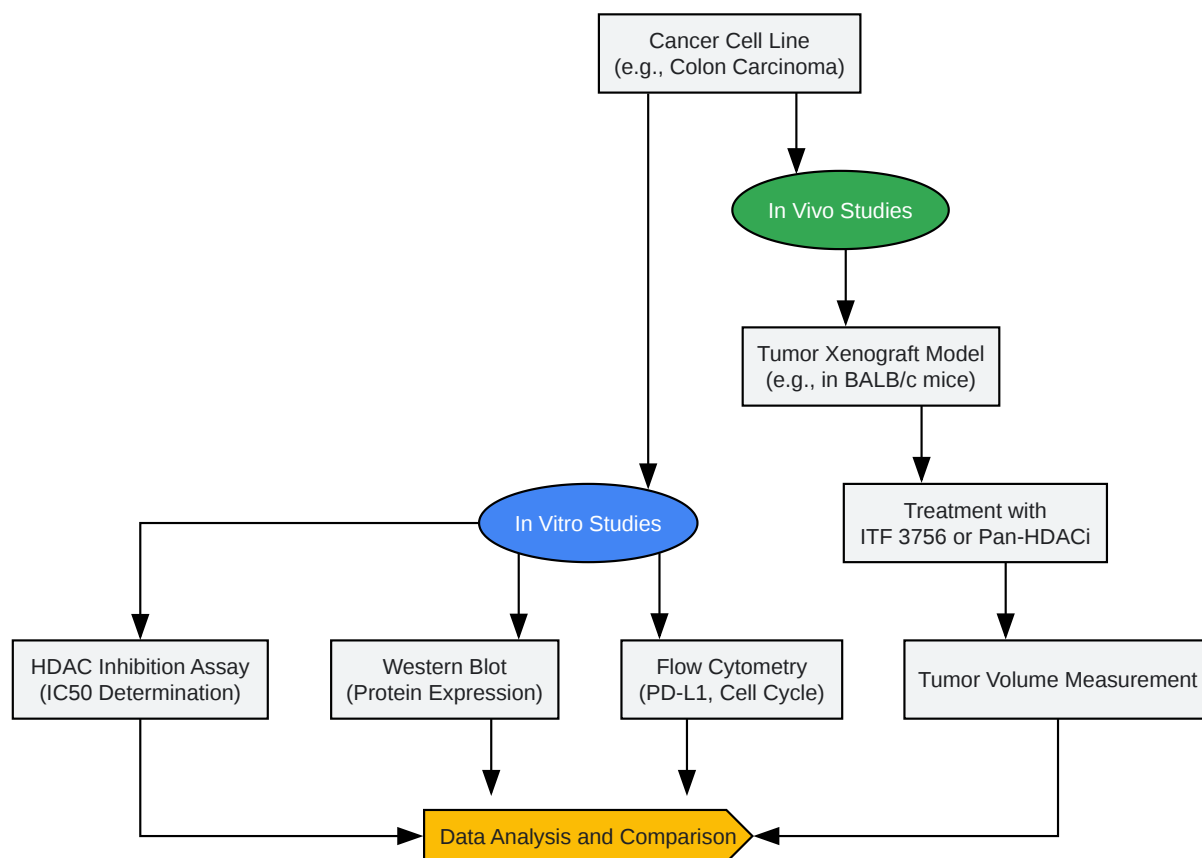 Cancer Cell Line
(e.g., Colon Carcinoma)
In Vivo Studies
Tumor Xenograft Model
(e.g., in BALB/c mice)
Treatment with
ITF 3756 or Pan-HDACi
In Vitro Studies
HDAC Inhibition Assay
(IC50 Determination)
Western Blot
(Protein Expression)
Flow Cytometry
(PD-L1, Cell Cycle)
Tumor Volume Measurement
Data Analysis and Comparison